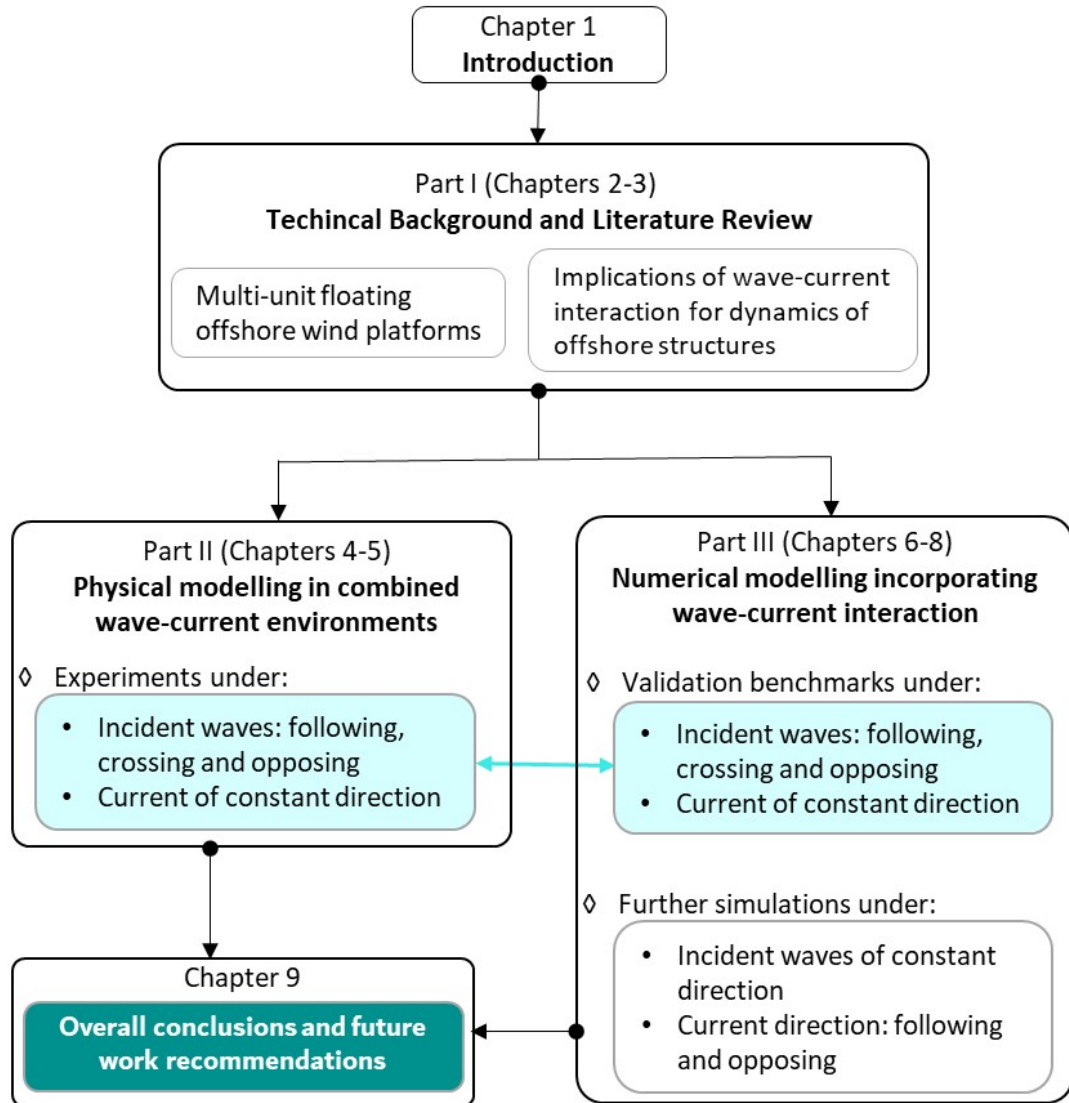 Chapter 1
Introduction
Part I (Chapters 2-3)
Techincal Background and Literature Review
Multi-unit floating
offshore wind platforms
Implications of wave-current
interaction for dynamics of
offshore structures
Part II (Chapters 4-5)
Physical modelling in combined
wave-current environments
◊ Experiments under:
• Incident waves: following,
crossing and opposing
• Current of constant direction
Part III (Chapters 6-8)
Numerical modelling incorporating
wave-current interaction
◊ Validation benchmarks under:
• Incident waves: following,
crossing and opposing
• Current of constant direction
◊ Further simulations under:
• Incident waves of constant
direction
• Current direction: following
and opposing
Chapter 9
Overall conclusions and future
work recommendations